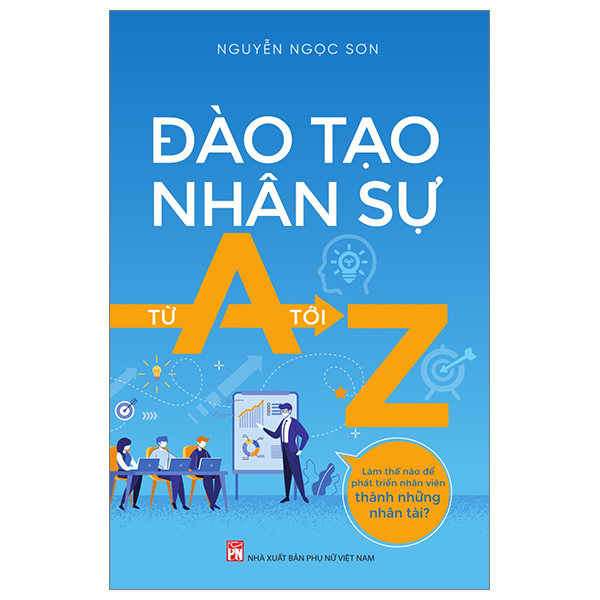 NGUYỄN NGỌC SƠN
ĐÀO TẠO
NHÂN SỰ
TỪ A TỚI Z
Làm thế nào để
phát triển nhân viên
thành những
nhân tài?
PN
NHÀ XUẤT BẢN PHỤ NỮ VIỆT NAM